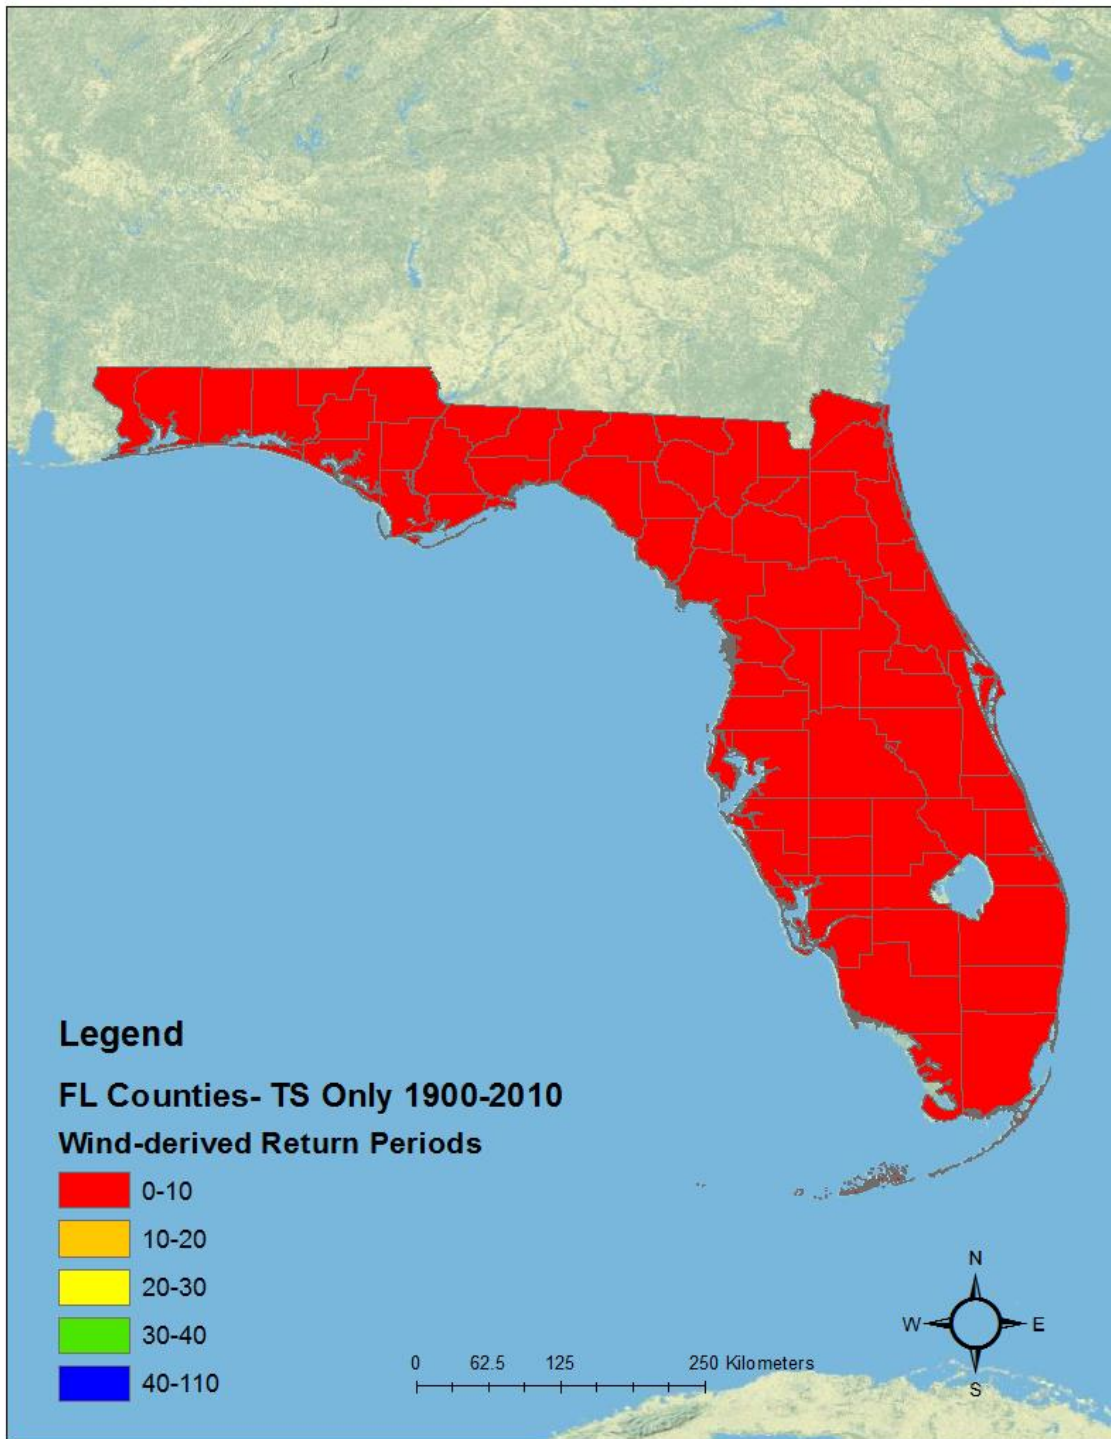 Legend
FL Counties- TS Only 1900-2010
Wind-derived Return Periods
0-10
10-20
20-30
30-40
40-110
0 62.5 125 250 Kilometers
N
W E
S